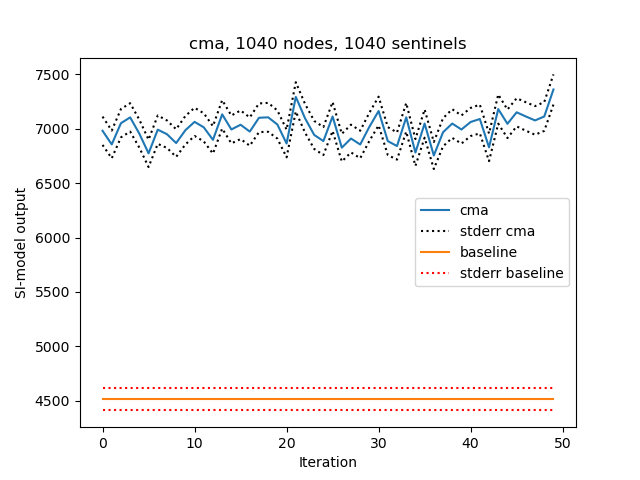 cma, 1040 nodes, 1040 sentinels
7500
7000
6500
6000
5500
5000
4500
SI-model output
cma
stderr cma
baseline
stderr baseline
0
10
20
30
40
50
Iteration